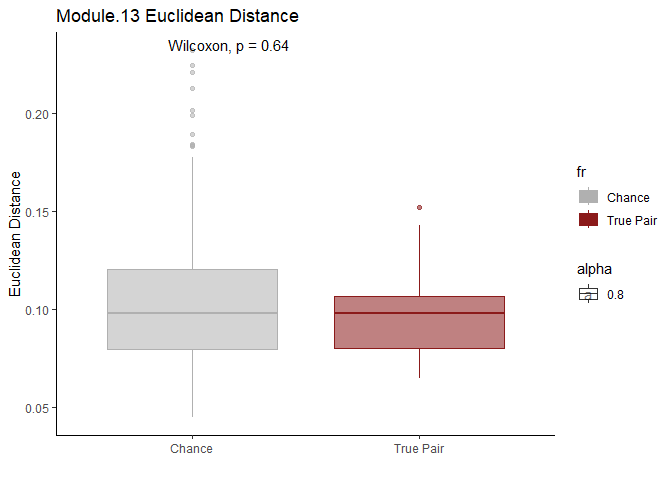 Module.13 Euclidean Distance
Wilcoxon, p = 0.64
Euclidean Distance
0.20
0.15
0.10
0.05
Chance
True Pair
fr
Chance
True Pair
alpha
a
0.8